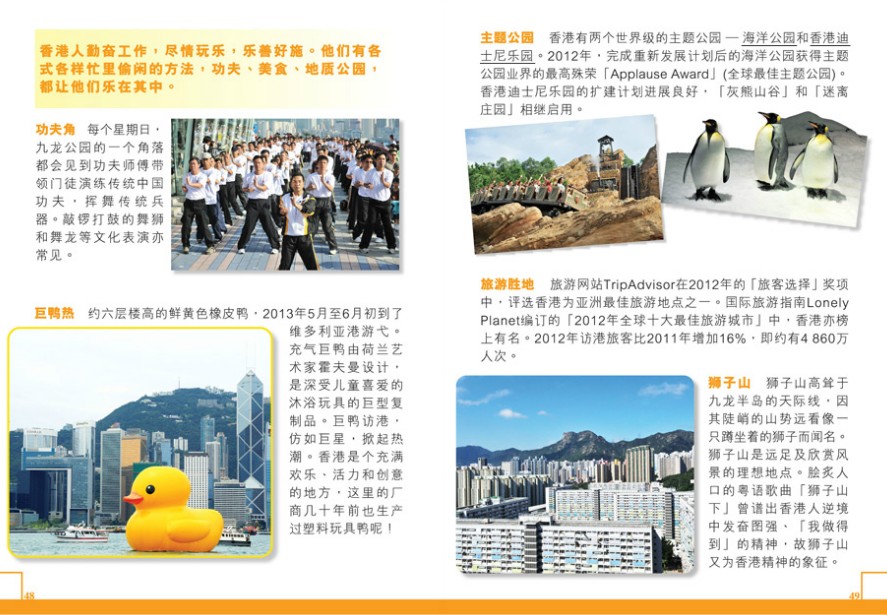 香港人勤奋工作，尽情玩乐，乐善好施。他们有各
式各样忙里偷闲的方法，功夫、美食、地质公园，
都让他们乐在其中。
功夫角 每个星期日，
九龙公园的一个角落
都会见到功夫师傅带
领门徒演练传统中国
功夫，挥舞传统兵
器。敲锣打鼓的舞狮
和舞龙等文化表演亦
常见。
巨鸭热 约六层楼高的鲜黄色橡皮鸭，2013年5月至6月初到了
维多利亚港游弋。
充气巨鸭由荷兰艺
术家霍夫曼设计，
是深受儿童喜爱的
沐浴玩具的巨型复
制品。巨鸭访港，
仿如巨星，掀起热
潮。香港是个充满
欢乐、活力和创意
的地方，这里的厂
商几十年前也生产
过塑料玩具鸭呢！
48
主题公园 香港有两个世界级的主题公园 — 海洋公园和香港迪
士尼乐园。2012年，完成重新发展计划后的海洋公园获得主题
公园业界的最高殊荣「Applause Award」(全球最佳主题公园)。
香港迪士尼乐园的扩建计划进展良好，「灰熊山谷」和「迷离
庄园」相继启用。
旅游胜地 旅游网站TripAdvisor在2012年的「旅客选择」奖项
中，评选香港为亚洲最佳旅游地点之一。国际旅游指南Lonely
Planet编订的「2012年全球十大最佳旅游城市」中，香港亦榜
上有名。2012年访港旅客比2011年增加16%，即约有4 860万
人次。
狮子山 狮子山高耸于
九龙半岛的天际线，因
其陡峭的山势远看像一
只蹲坐着的狮子而闻名。
狮子山是远足及欣赏风
景的理想地点。脍炙人
口的粤语歌曲「狮子山
下」曾谱出香港人逆境
中发奋图强、「我做得
到」的精神，故狮子山
又为香港精神的象征。
49